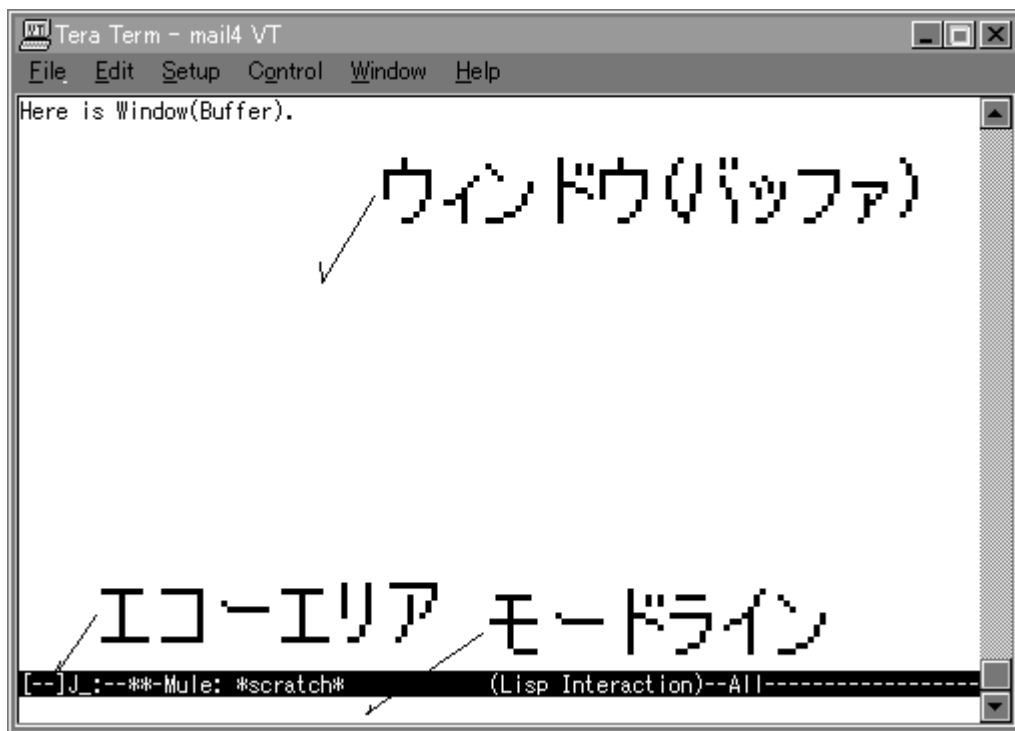 Tera Term - mail4 VT
File Edit Setup Control Window Help
Here is Window(Buffer).
ウィンドウ(バッファ)
エコーエリア モードライン
[--]J_:--**-Mule: *scratch* (Lisp Interaction)--All-----------------